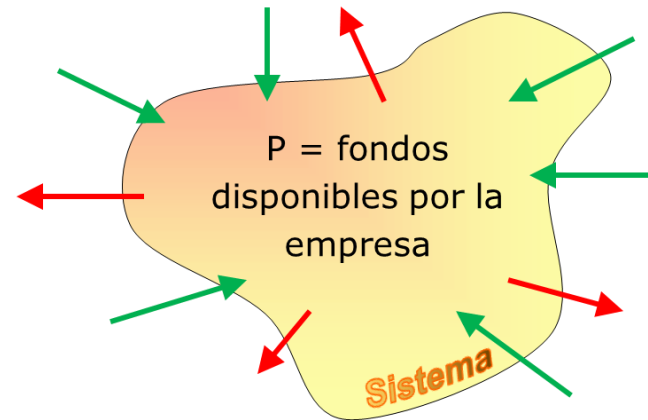 P = fondos
disponibles por la
empresa
Sistema